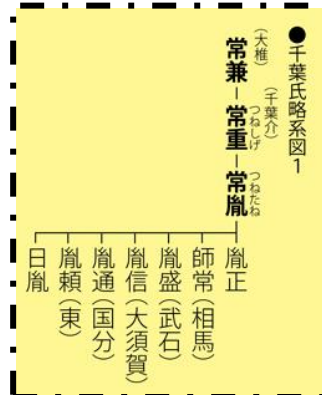 ●千葉氏略系図1
(大椎)
(千葉介)
常兼―常重―常胤
つねしげ
つねたね
胤正
師常(相馬)
胤盛(武石)
胤信(大須賀)
胤通(国分)
胤頼(東)
日胤